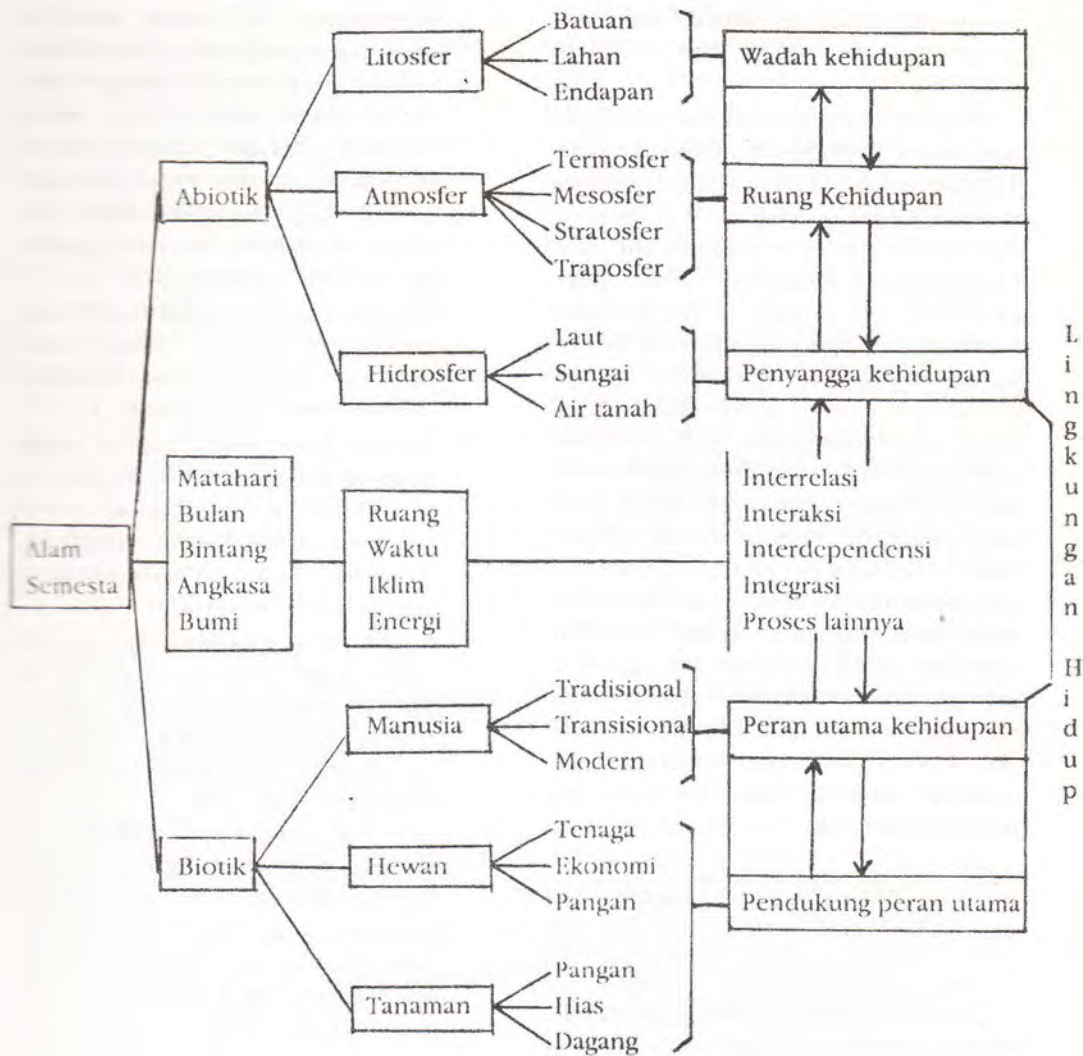 Batuan
Litosfer
Lahan
Endapan
Wadah kehidupan
Abiotik
Termosfer
Atmosfer
Mesosfer
Stratosfer
Traposfer
Ruang Kehidupan
Laut
Hidrosfer
Sungai
Air tanah
Penyangga kehidupan
Alam
Semesta
Matahari
Bulan
Bintang
Angkasa
Bumi
Ruang
Waktu
Iklim
Energi
Interrelasi
Interaksi
Interdependensi
Integrasi
Proses lainnya
Lingkungan Hidup
Tradisional
Manusia
Transisional
Modern
Peran utama kehidupan
Biotik
Tenaga
Hewan
Ekonomi
Pangan
Pendukung peran utama
Pangan
Tanaman
Hias
Dagang